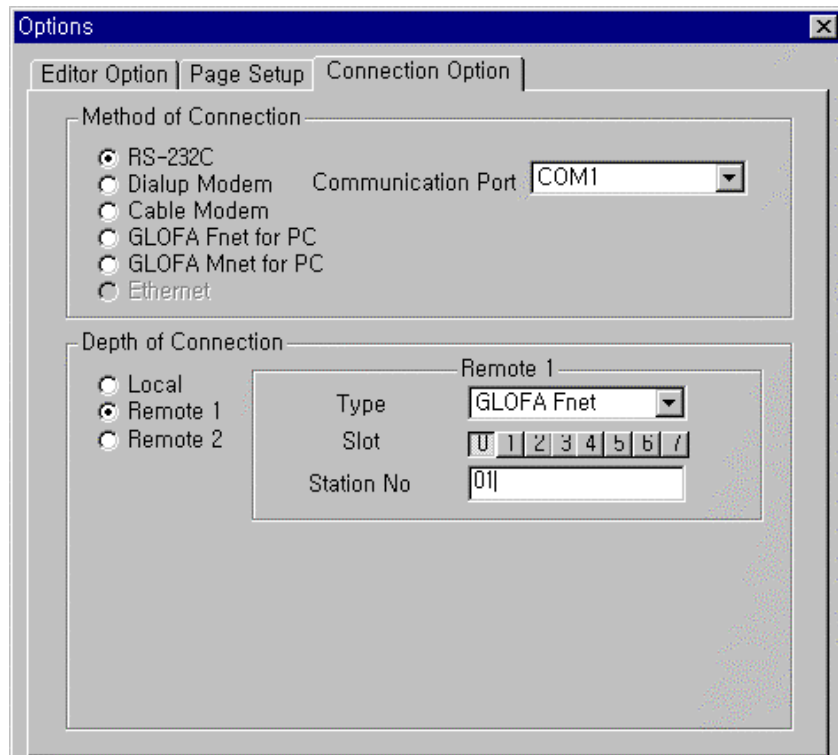 Options
Editor Option Page Setup Connection Option
Method of Connection
RS-232C
Dialup Modem
Communication Port COM1
Cable Modem
GLOFA Fnet for PC
GLOFA Mnet for PC
Ethernet
Depth of Connection
Local
Remote 1
Remote 2
Remote 1
Type GLOFA Fnet
Slot 0 1 2 3 4 5 6 7
Station No 01